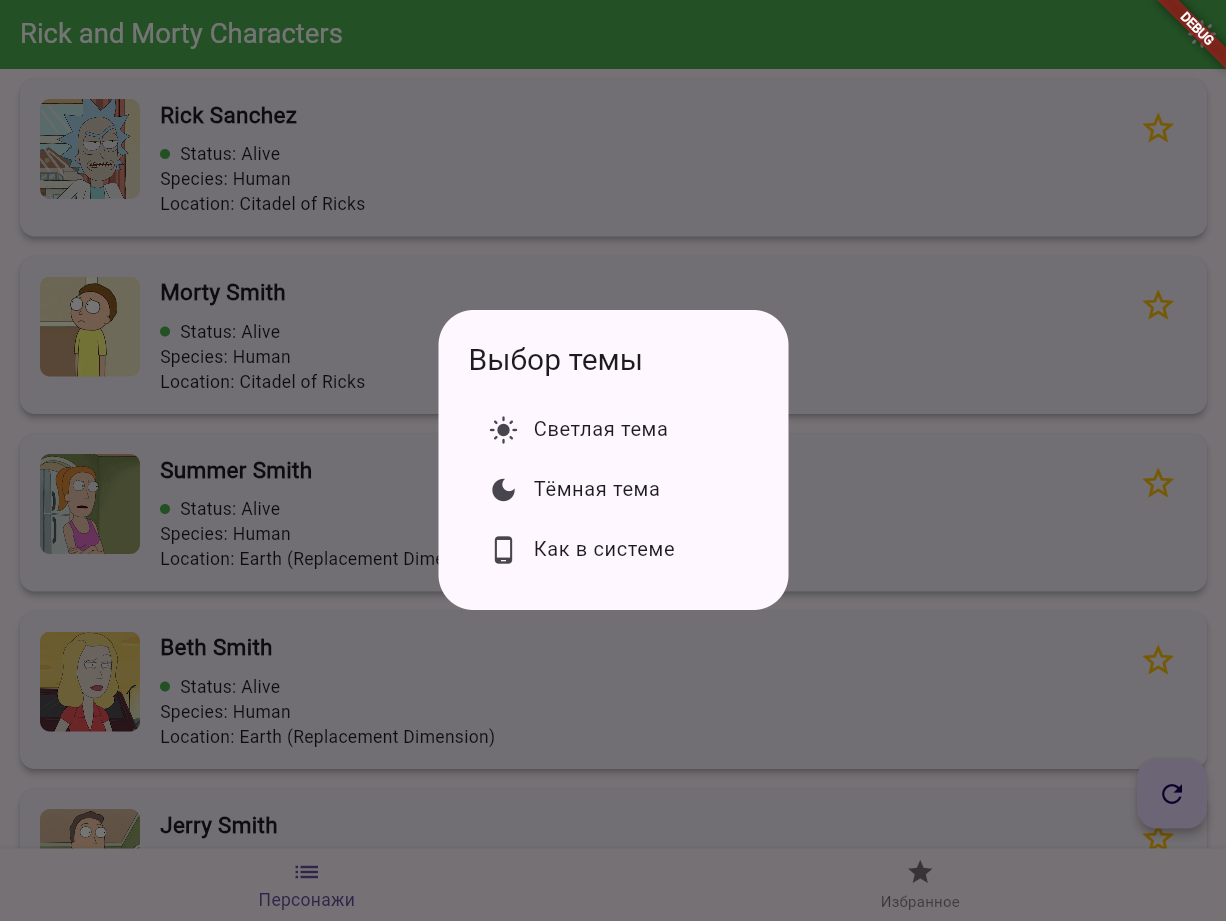 Rick and Morty Characters
DEBUG
Rick Sanchez
Status: Alive
Species: Human
Location: Citadel of Ricks
Morty Smith
Status: Alive
Species: Human
Location: Citadel of Ricks
Выбор темы
Светлая тема
Тёмная тема
Как в системе
Summer Smith
Status: Alive
Species: Human
Location: Earth (Replacement Dime
Beth Smith
Status: Alive
Species: Human
Location: Earth (Replacement Dimension)
Jerry Smith
Персонажи
Избранное